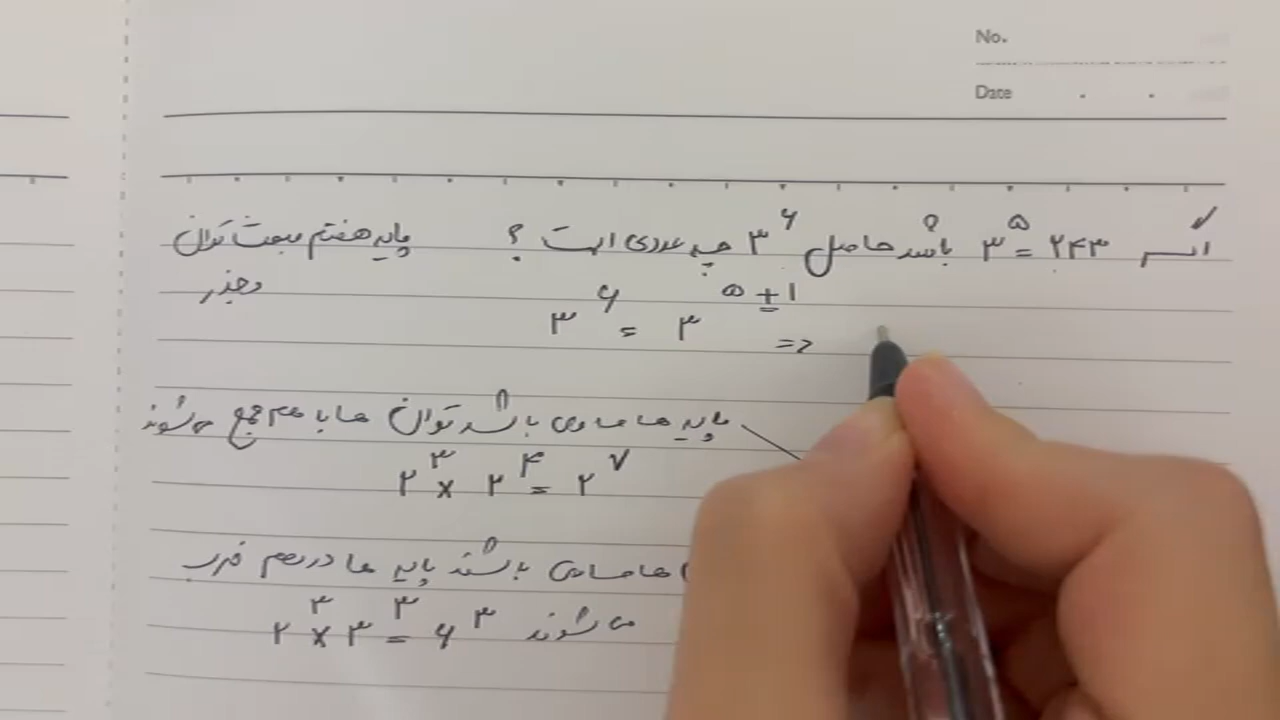 No.
Date
اگر ۳^۵ = ۲۴۳ باشد حاصل ۳^۶ چه عددی است ؟ پایه هفتم مبحث توان
وجذر
۳^۶ = ۳^۵+۱ =>
پایه ها مساوی باشد توان ها با هم جمع می شوند
۲^۳ × ۲^۴ = ۲^۷
ها مساوی باشند پایه ها در هم ضرب
می شوند ۲^۳ × ۳^۳ = ۶^۳